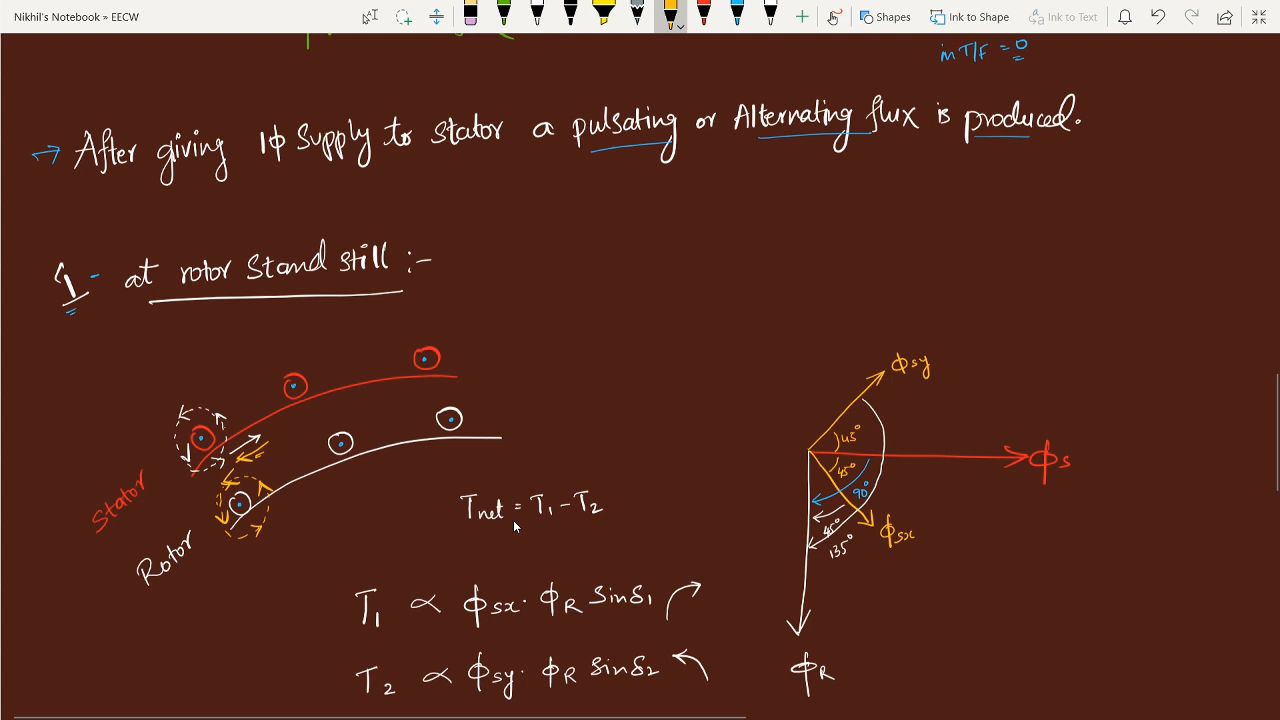 Nikhil's Notebook » EECW
Shapes Ink to Shape Ink to Text
in T/F = 0
→ After giving 1ϕ supply to stator a pulsating or Alternating flux is produced.
1 - at rotor stand still :-
ϕsy
45°
ϕs
45°
90°
ϕsx
45°
135°
ϕR
Stator
Rotor
Tnet = T1 - T2
T1 ∝ ϕsx · ϕR sinδ1
T2 ∝ ϕsy · ϕR sinδ2